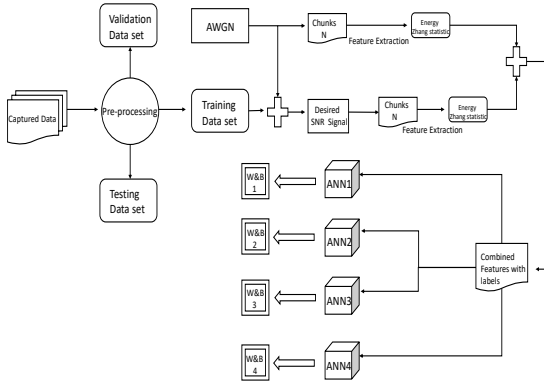 Validation
Data set
AWGN
Chunks
N
Feature Extraction
Energy
Zhang statistic
Captured Data
Pre-processing
Training
Data set
Desired
SNR Signal
Chunks
N
Feature Extraction
Energy
Zhang statistic
Testing
Data set
W&B
1
ANN1
W&B
2
ANN2
W&B
3
ANN3
W&B
4
ANN4
Combined
Features with
labels